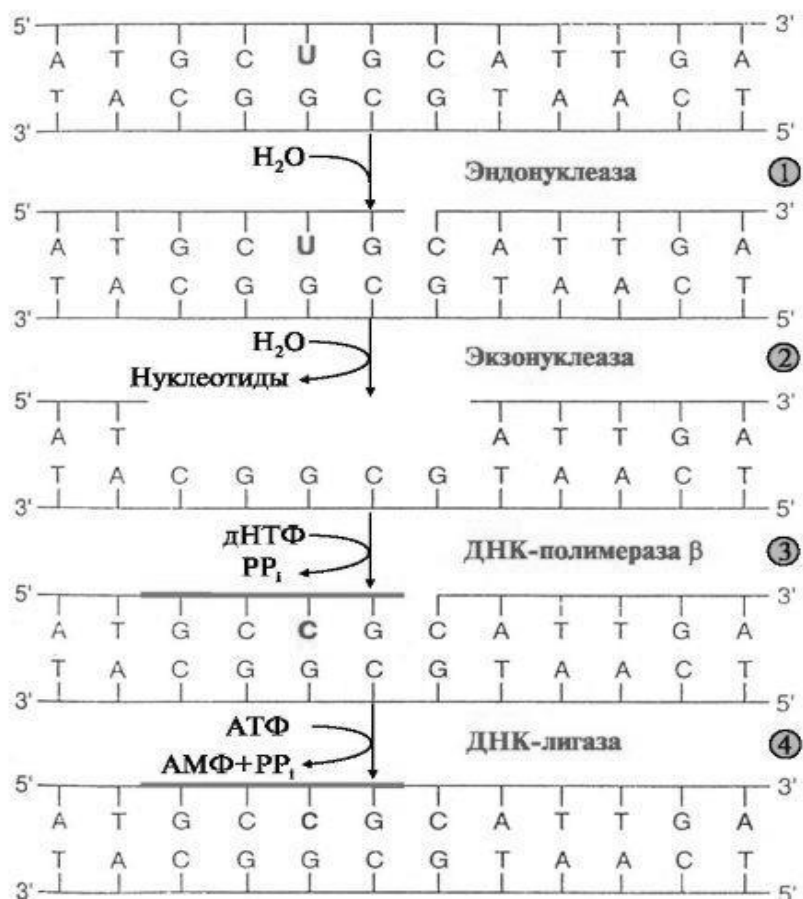 5' 3'
A T G C U G C A T T G A
T A C G G C G T A A C T
3' 5'
H₂O Эндонуклеаза 1
5' 3'
A T G C U G C A T T G A
T A C G G C G T A A C T
3' 5'
H₂O Экзонуклеаза 2
Нуклеотиды
5' 3'
A T A T T G A
T A C G G C G T A A C T
3' 5'
дНТФ ДНК-полимераза β 3
PPᵢ
5' 3'
A T G C C G C A T T G A
T A C G G C G T A A C T
3' 5'
АТФ ДНК-лигаза 4
АМФ+PPᵢ
5' 3'
A T G C C G C A T T G A
T A C G G C G T A A C T
3' 5'